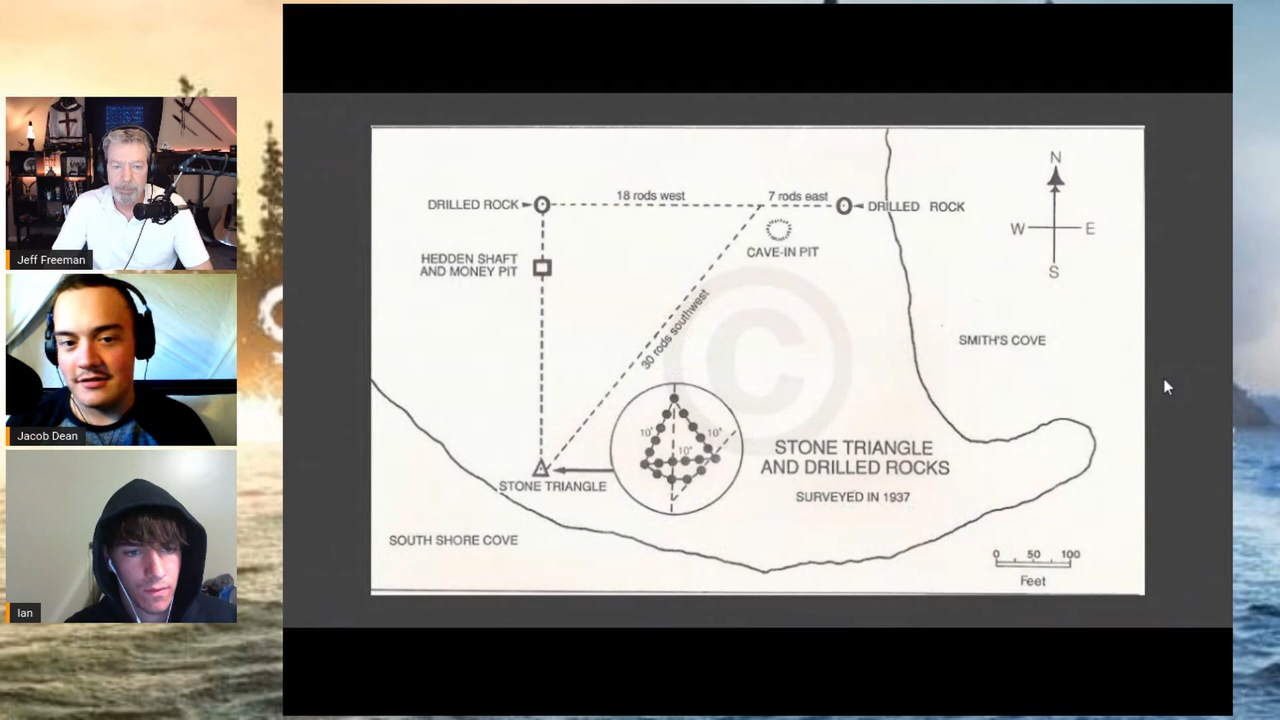 Jeff Freeman
Jacob Dean
Ian
18 rods west
7 rods east
DRILLED ROCK
DRILLED ROCK
N
W
E
S
CAVE-IN PIT
HEDDEN SHAFT
AND MONEY PIT
30 rods southwest
SMITH'S COVE
10'
10'
10'
STONE TRIANGLE
AND DRILLED ROCKS
SURVEYED IN 1937
STONE TRIANGLE
SOUTH SHORE COVE
0 50 100
Feet
C